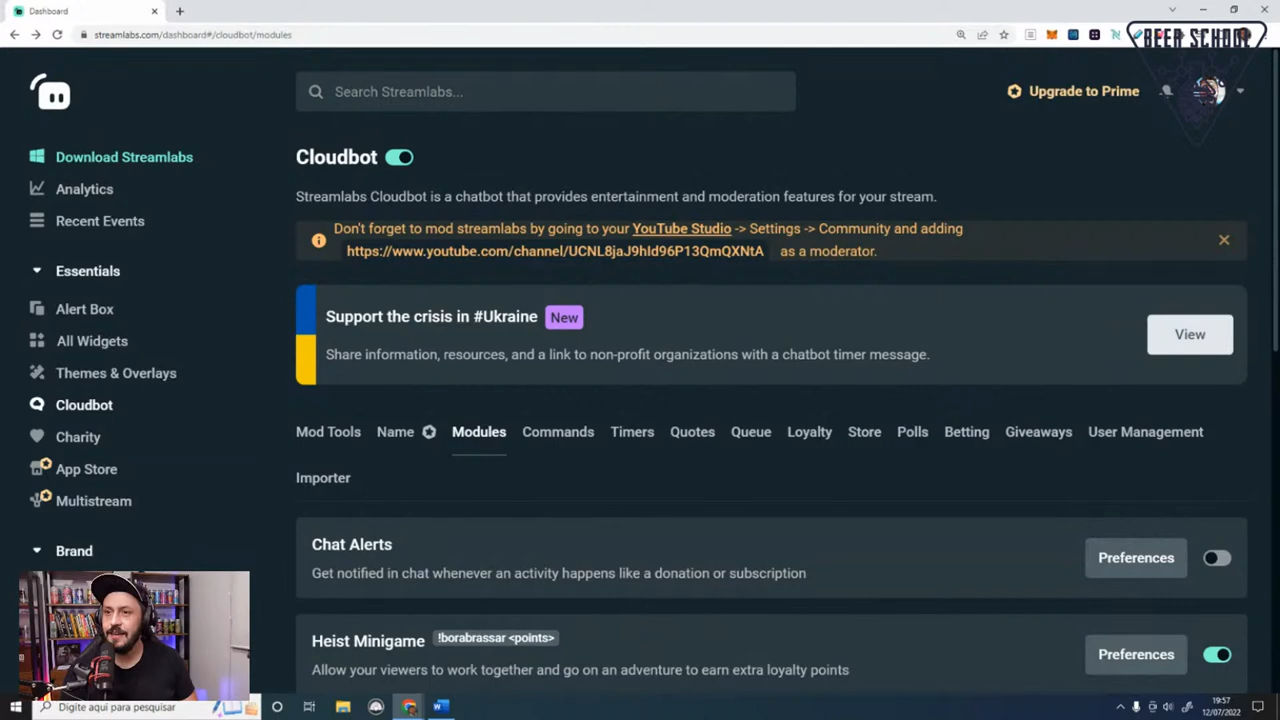 Dashboard
streamlabs.com/dashboard#/cloudbot/modules
BEER SCHOOL
Search Streamlabs...
Upgrade to Prime
Download Streamlabs
Analytics
Recent Events
Essentials
Alert Box
All Widgets
Themes & Overlays
Cloudbot
Charity
App Store
Multistream
Brand
Cloudbot
Streamlabs Cloudbot is a chatbot that provides entertainment and moderation features for your stream.
Don't forget to mod streamlabs by going to your YouTube Studio -> Settings -> Community and adding
https://www.youtube.com/channel/UCNL8jaJ9hId96P13QmQXNtA as a moderator.
Support the crisis in #Ukraine New
Share information, resources, and a link to non-profit organizations with a chatbot timer message.
View
Mod Tools Name Modules Commands Timers Quotes Queue Loyalty Store Polls Betting Giveaways User Management
Importer
Chat Alerts
Get notified in chat whenever an activity happens like a donation or subscription
Preferences
Heist Minigame !borabrassar <points>
Allow your viewers to work together and go on an adventure to earn extra loyalty points
Preferences
Digite aqui para pesquisar
19:57
12/07/2022